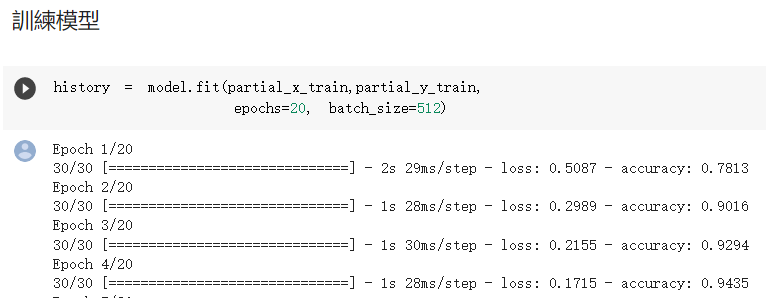 訓練模型
history = model.fit(partial_x_train,partial_y_train,
epochs=20, batch_size=512)
Epoch 1/20
30/30 [==============================] - 2s 29ms/step - loss: 0.5087 - accuracy: 0.7813
Epoch 2/20
30/30 [==============================] - 1s 28ms/step - loss: 0.2989 - accuracy: 0.9016
Epoch 3/20
30/30 [==============================] - 1s 30ms/step - loss: 0.2155 - accuracy: 0.9294
Epoch 4/20
30/30 [==============================] - 1s 28ms/step - loss: 0.1715 - accuracy: 0.9435